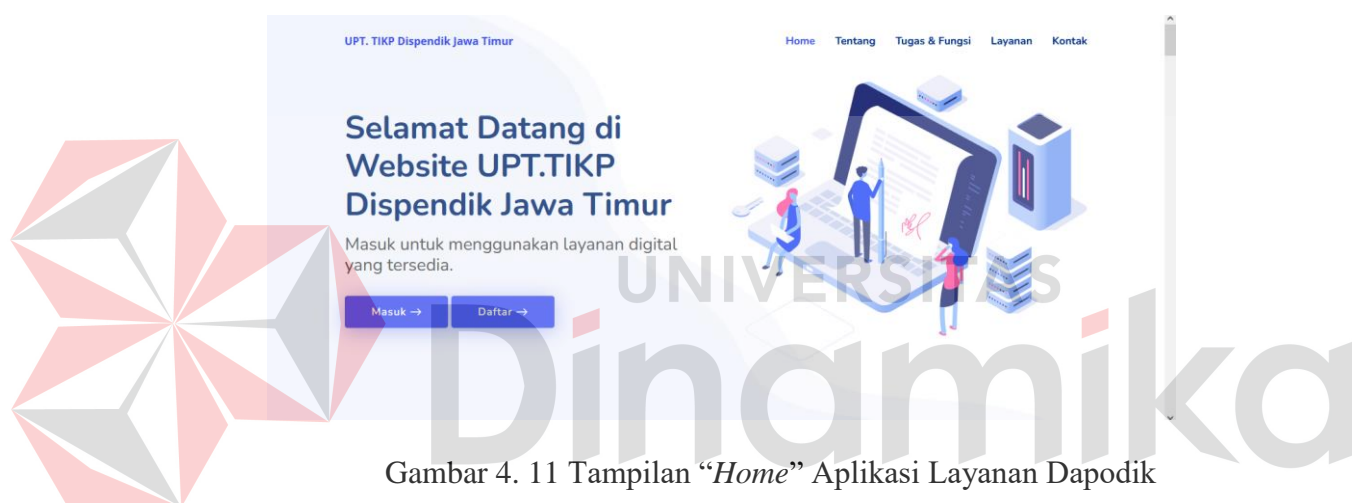 UPT. TIKP Dispendik Jawa Timur
Home Tentang Tugas & Fungsi Layanan Kontak
Selamat Datang di
Website UPT.TIKP
Dispendik Jawa Timur
Masuk untuk menggunakan layanan digital
yang tersedia.
Masuk → Daftar →
UNIVERSITAS
Dinamika
Gambar 4. 11 Tampilan “Home” Aplikasi Layanan Dapodik